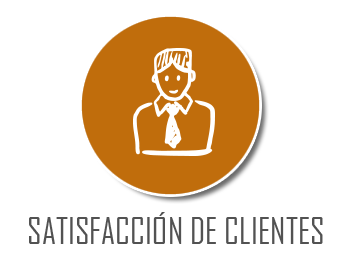 SATISFACCIÓN DE CLIENTES